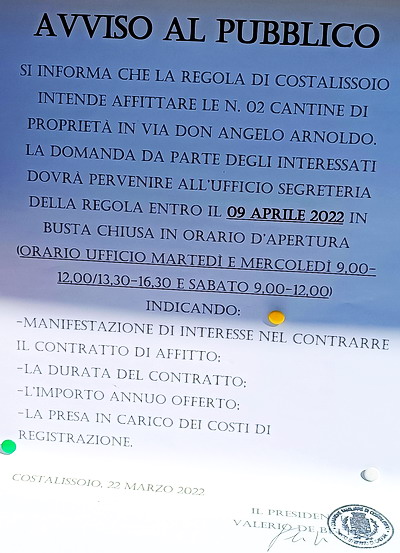 AVVISO AL PUBBLICO
SI INFORMA CHE LA REGOLA DI COSTALISSOIO
INTENDE AFFITTARE LE N. 02 CANTINE DI
PROPRIETÀ IN VIA DON ANGELO ARNOLDO.
LA DOMANDA DA PARTE DEGLI INTERESSATI
DOVRÀ PERVENIRE ALL'UFFICIO SEGRETERIA
DELLA REGOLA ENTRO IL 09 APRILE 2022 IN
BUSTA CHIUSA IN ORARIO D'APERTURA
(ORARIO UFFICIO MARTEDÌ E MERCOLEDÌ 9,00-
12,00/13,30-16,30 E SABATO 9,00-12,00)
INDICANDO:
-MANIFESTAZIONE DI INTERESSE NEL CONTRARRE
IL CONTRATTO DI AFFITTO;
-LA DURATA DEL CONTRATTO;
-L'IMPORTO ANNUO OFFERTO;
-LA PRESA IN CARICO DEI COSTI DI
REGISTRAZIONE.
COSTALISSOIO, 22 MARZO 2022
IL PRESIDEN
VALERIO DE B